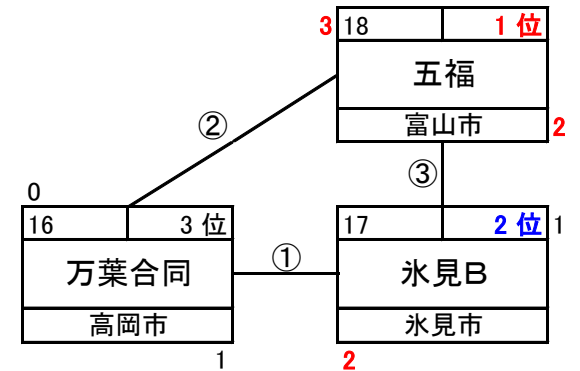 3 18 1 位
五福
富山市 2
②
③
0
16 3 位
17 2 位 1
万葉合同 ① 氷見B
高岡市 氷見市
1 2